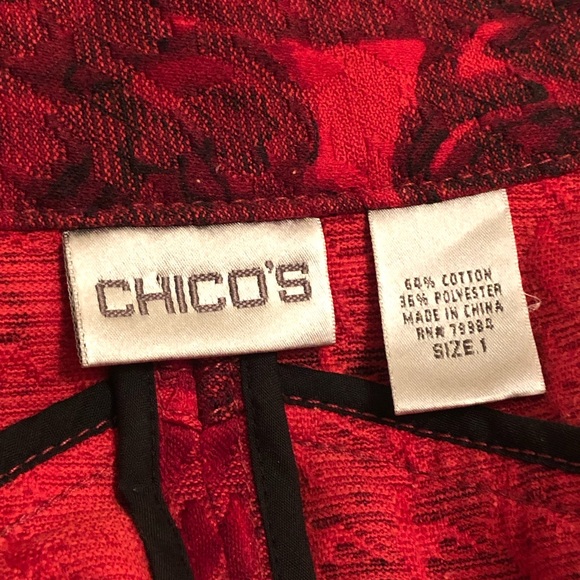 CHICO'S
64% COTTON
36% POLYESTER
MADE IN CHINA
RN# 79984
SIZE 1